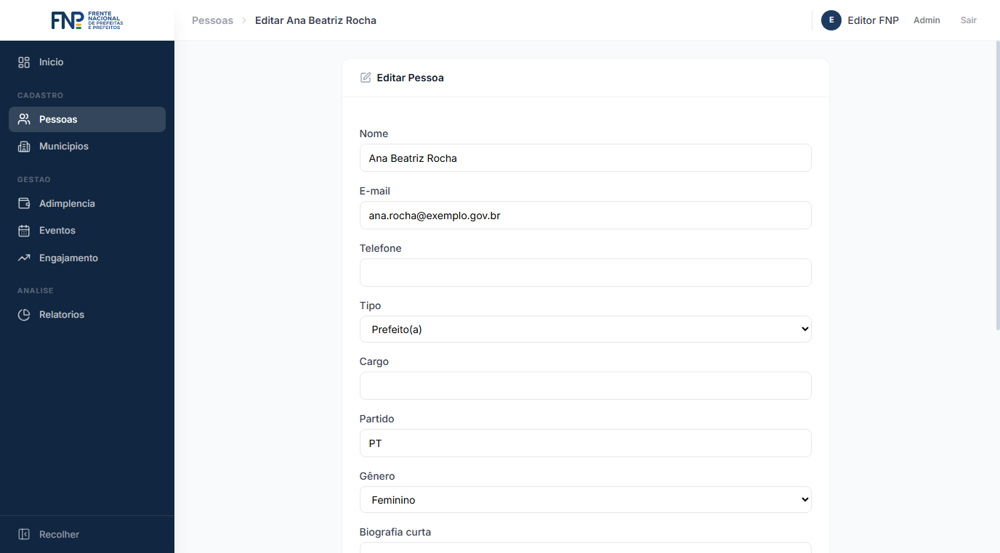 FNP
FRENTE
NACIONAL
DE PREFEITAS
E PREFEITOS
Pessoas > Editar Ana Beatriz Rocha
E Editor FNP Admin Sair
Inicio
CADASTRO
Pessoas
Municipios
GESTAO
Adimplencia
Eventos
Engajamento
ANALISE
Relatorios
Recolher
Editar Pessoa
Nome
Ana Beatriz Rocha
E-mail
ana.rocha@exemplo.gov.br
Telefone
Tipo
Prefeito(a)
Cargo
Partido
PT
Gênero
Feminino
Biografia curta